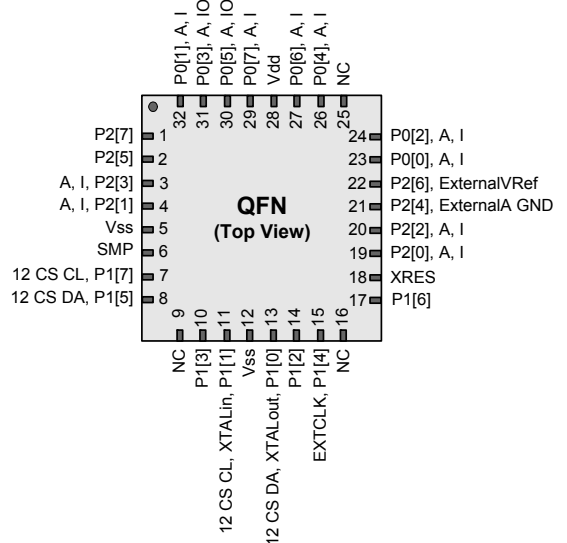 P0[1], A, I
P0[3], A, IO
P0[5], A, IO
P0[7], A, I
Vdd
P0[6], A, I
P0[4], A, I
NC
32
31
30
29
28
27
26
25
P2[7] 1
P2[5] 2
A, I, P2[3] 3
A, I, P2[1] 4
Vss 5
SMP 6
12 CS CL, P1[7] 7
12 CS DA, P1[5] 8
QFN
(Top View)
24 P0[2], A, I
23 P0[0], A, I
22 P2[6], ExternalVRef
21 P2[4], ExternalA GND
20 P2[2], A, I
19 P2[0], A, I
18 XRES
17 P1[6]
9
10
11
12
13
14
15
16
NC
P1[3]
12 CS CL, XTALin, P1[1]
Vss
12 CS DA, XTALout, P1[0]
P1[2]
EXTCLK, P1[4]
NC